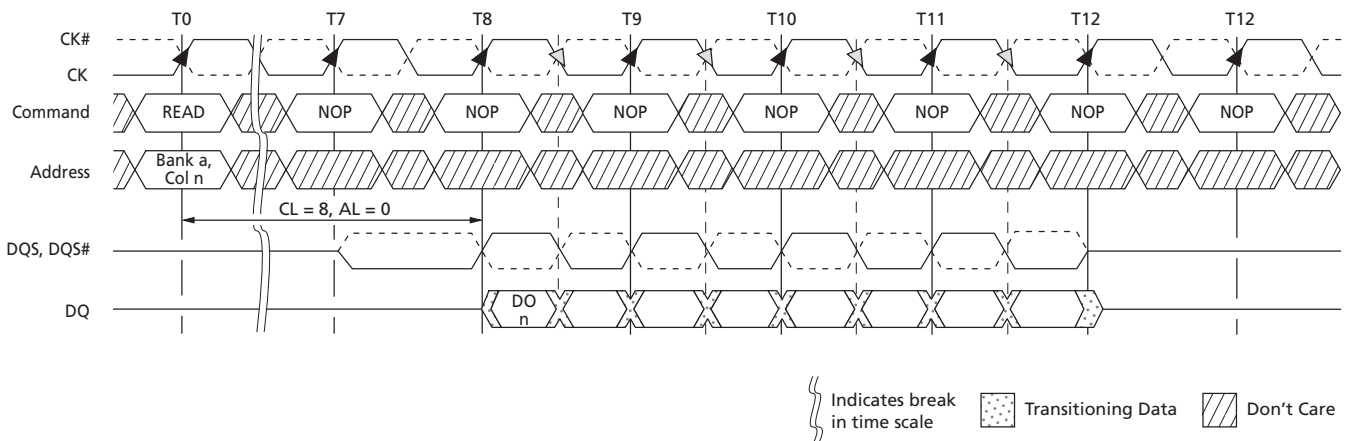 T0 T7 T8 T9 T10 T11 T12 T12
CK#
CK
Command READ NOP NOP NOP NOP NOP NOP NOP
Address Bank a,
Col n
CL = 8, AL = 0
DQS, DQS#
DQ DO
n
Indicates break
in time scale
Transitioning Data
Don't Care